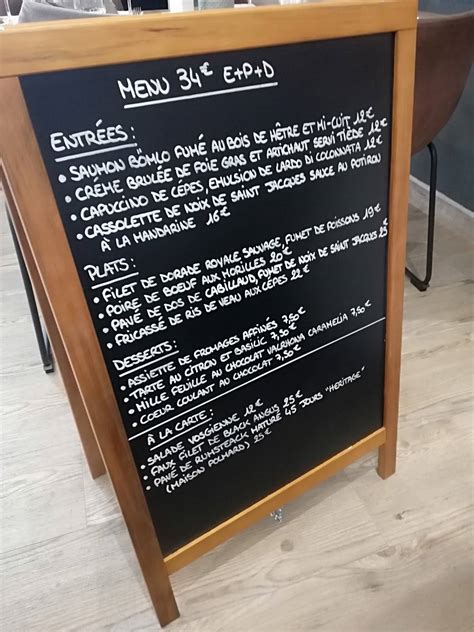 MENU 34€ E+P+D
ENTRÉES :
• SAUMON BÖMLO FUMÉ AU BOIS DE HÊTRE ET MI-CUIT 12€
• CRÈME BRULÉE DE FOIE GRAS ET ARTICHAUT SERVI TIÈDE 12€
• CAPUCCINO DE CÈPES, EMULSION DE LARDO DI COLONNATA 12€
• CASSOLETTE DE NOIX DE SAINT JACQUES SAUCE AU POTIRON
À LA MANDARINE 16€
PLATS :
• FILET DE DORADE ROYALE, SAUVAGE, FUMET DE POISSONS 19€
• POIRE DE BOEUF AUX MORILLES 20€
• PAVÉ DE DOS DE CABILLAUD, FUMET DE NOIX DE SAINT JACQUES 25€
• FRICASSÉ DE RIS DE VEAU AUX CÈPES 22€
DESSERTS :
• ASSIETTE DE FROMAGES AFFINÉS 7,50€
• TARTE AU CITRON ET BASILIC 7,50€
• MILLE FEUILLE AU CHOCOLAT VALRHONA CARAMELIA 7,50€
• COEUR COULANT AU CHOCOLAT 7,50€
À LA CARTE :
• SALADE VOSGIENNE 12€
• FAUX FILET DE BLACK ANGUS 25€
• PAVÉ DE RUMSTEACK MATURÉ 45 JOURS "HERITAGE"
(MAISON POLMARD) 25€